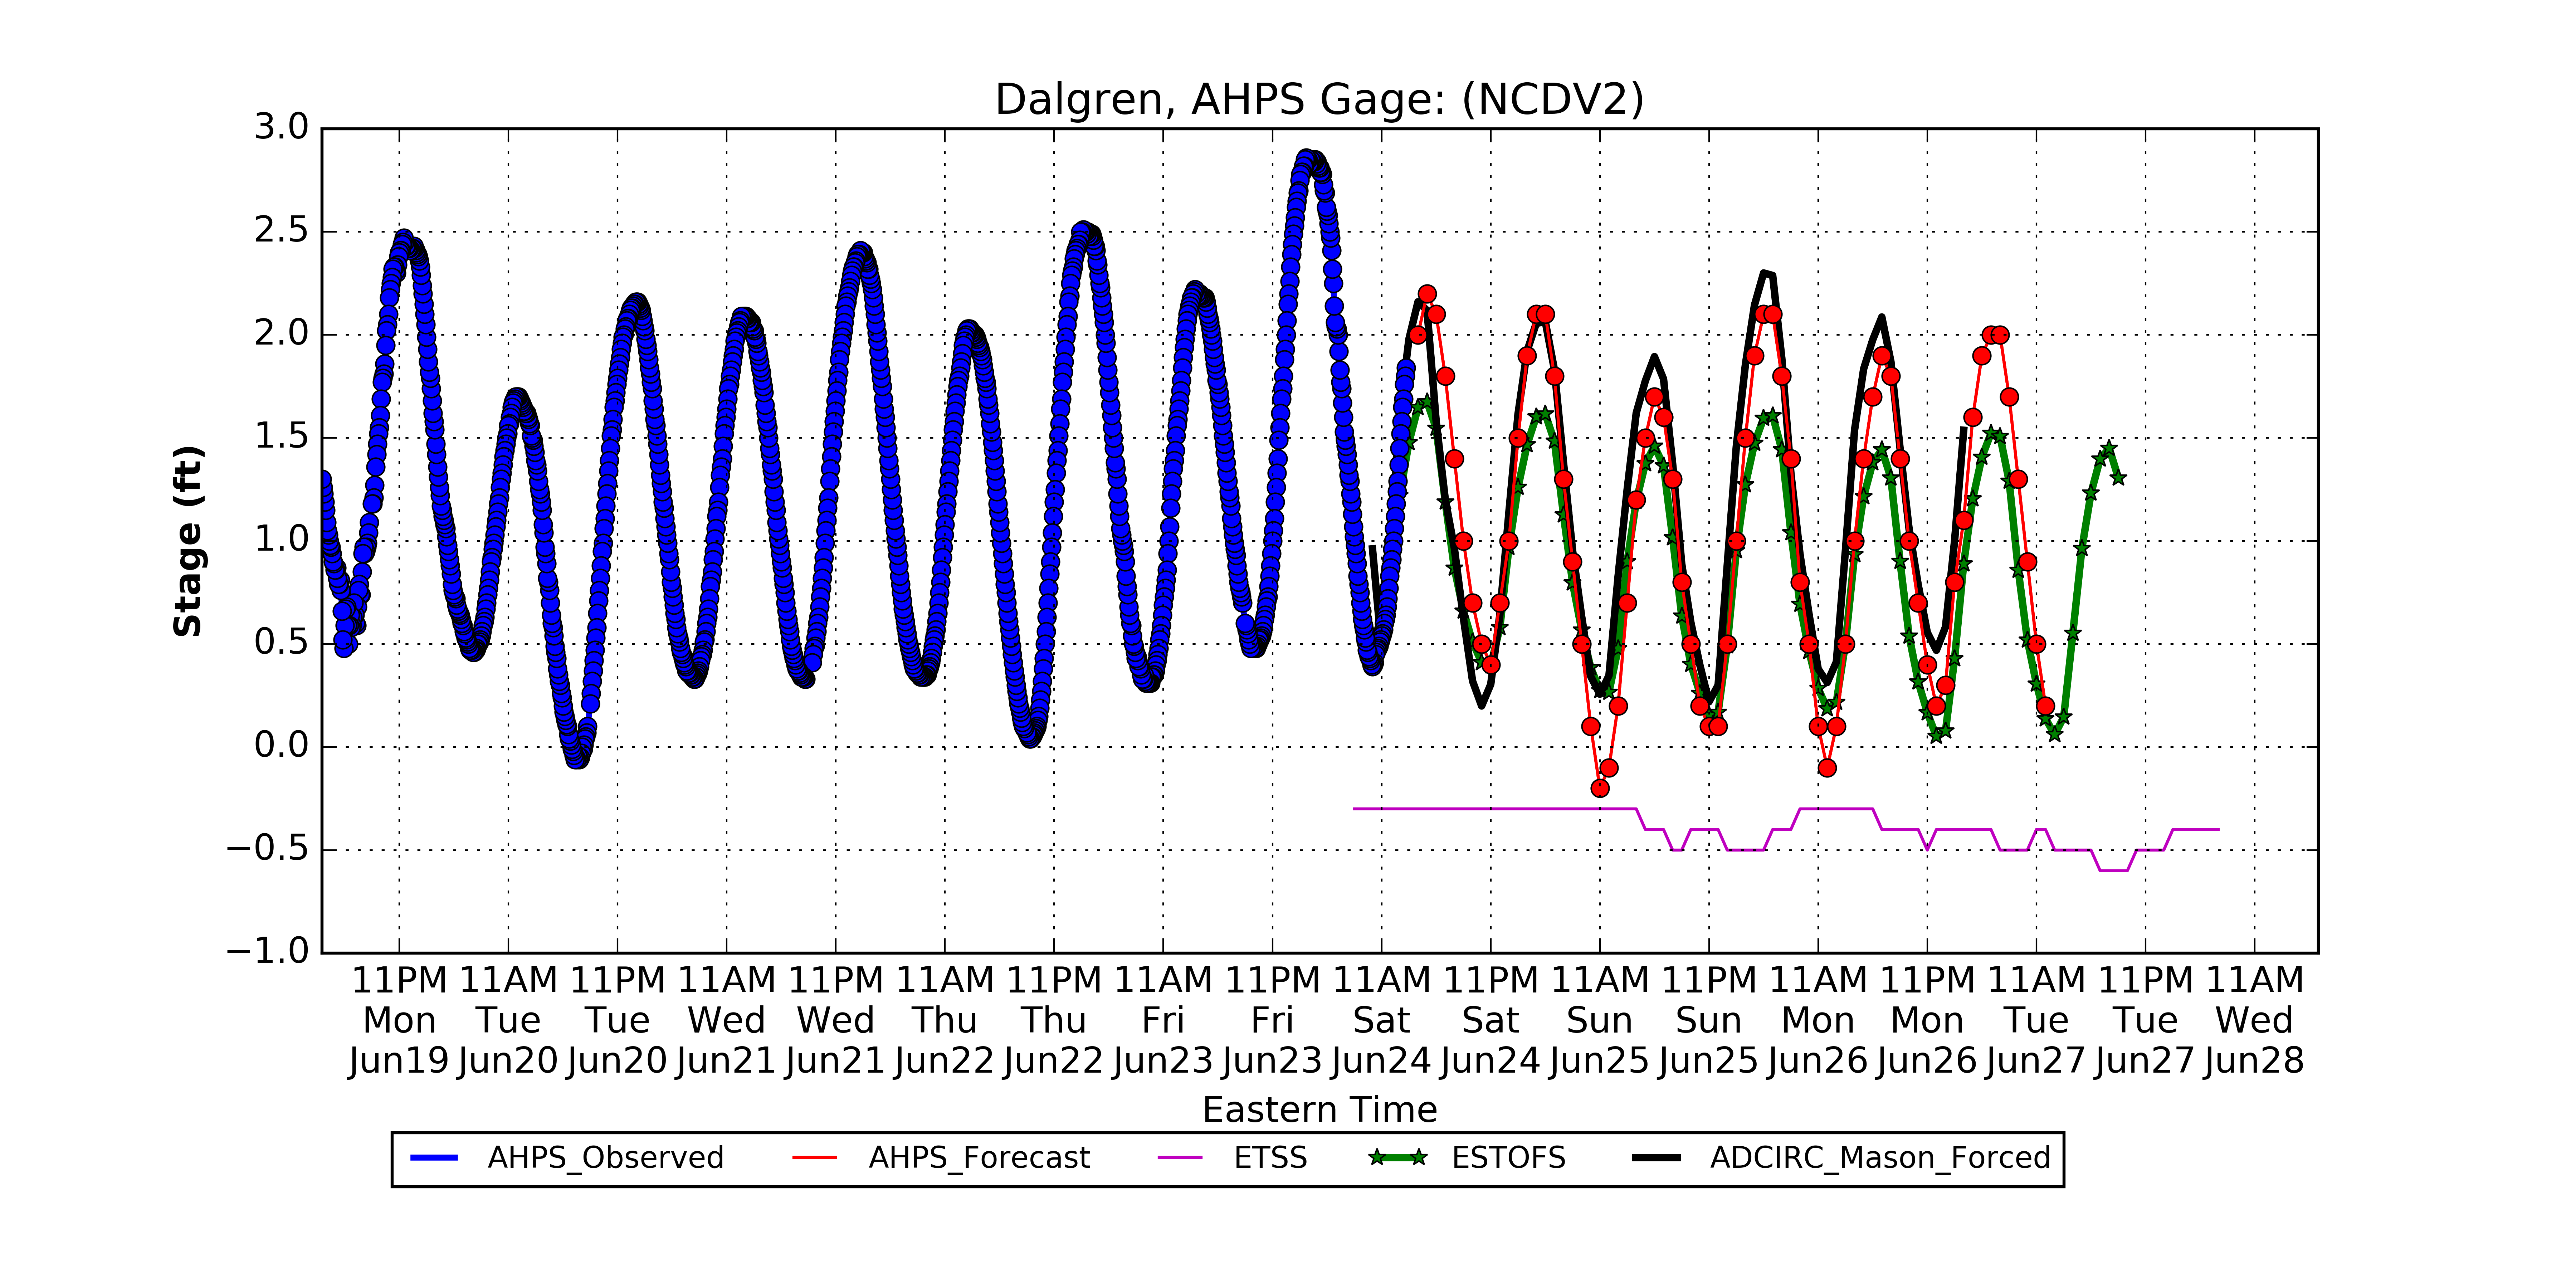 Dalgren, AHPS Gage: (NCDV2)
3.0
2.5
2.0
1.5
1.0
0.5
0.0
−0.5
−1.0
Stage (ft)
11PM 11AM 11PM 11AM 11PM 11AM 11PM 11AM 11PM 11AM 11PM 11AM 11PM 11AM 11PM 11AM 11PM 11AM
Mon Tue Tue Wed Wed Thu Thu Fri Fri Sat Sat Sun Sun Mon Mon Tue Tue Wed
Jun19 Jun20 Jun20 Jun21 Jun21 Jun22 Jun22 Jun23 Jun23 Jun24 Jun24 Jun25 Jun25 Jun26 Jun26 Jun27 Jun27 Jun28
Eastern Time
AHPS_Observed AHPS_Forecast ETSS ESTOFS ADCIRC_Mason_Forced